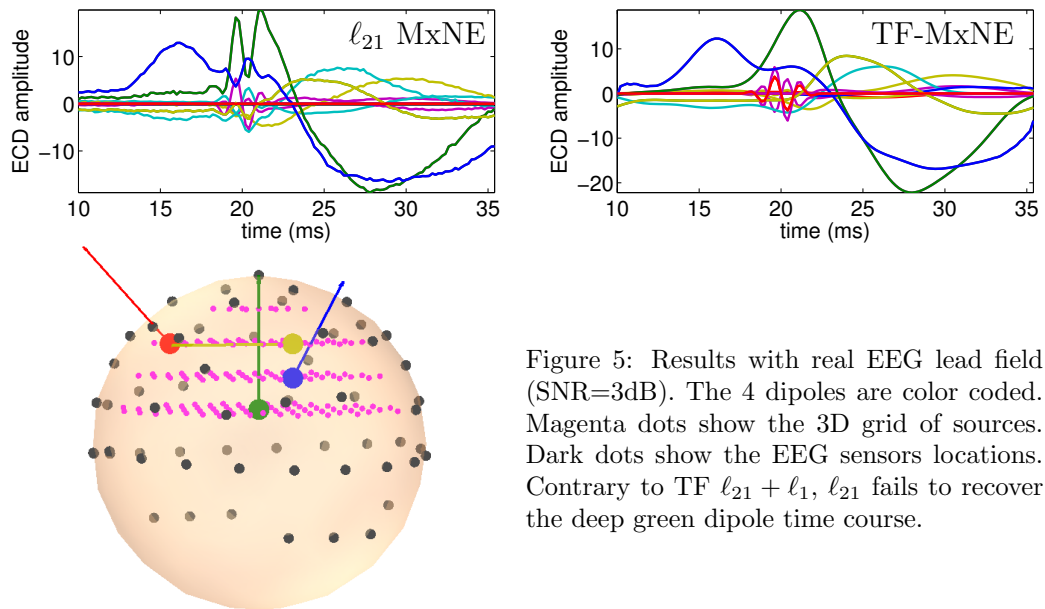 ℓ21 MxNE
ECD amplitude
10
0
−10
10 15 20 25 30 35
time (ms)
TF-MxNE
ECD amplitude
10
0
−10
−20
10 15 20 25 30 35
time (ms)
Figure 5: Results with real EEG lead field
(SNR=3dB). The 4 dipoles are color coded.
Magenta dots show the 3D grid of sources.
Dark dots show the EEG sensors locations.
Contrary to TF ℓ21 + ℓ1, ℓ21 fails to recover
the deep green dipole time course.